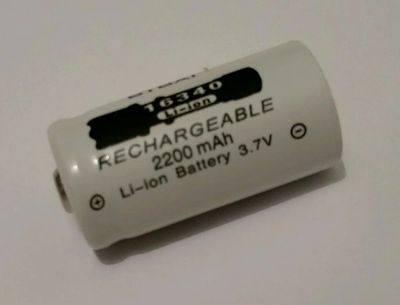 16340
Li-ion
RECHARGEABLE
2200 mAh
Li-ion Battery 3.7V